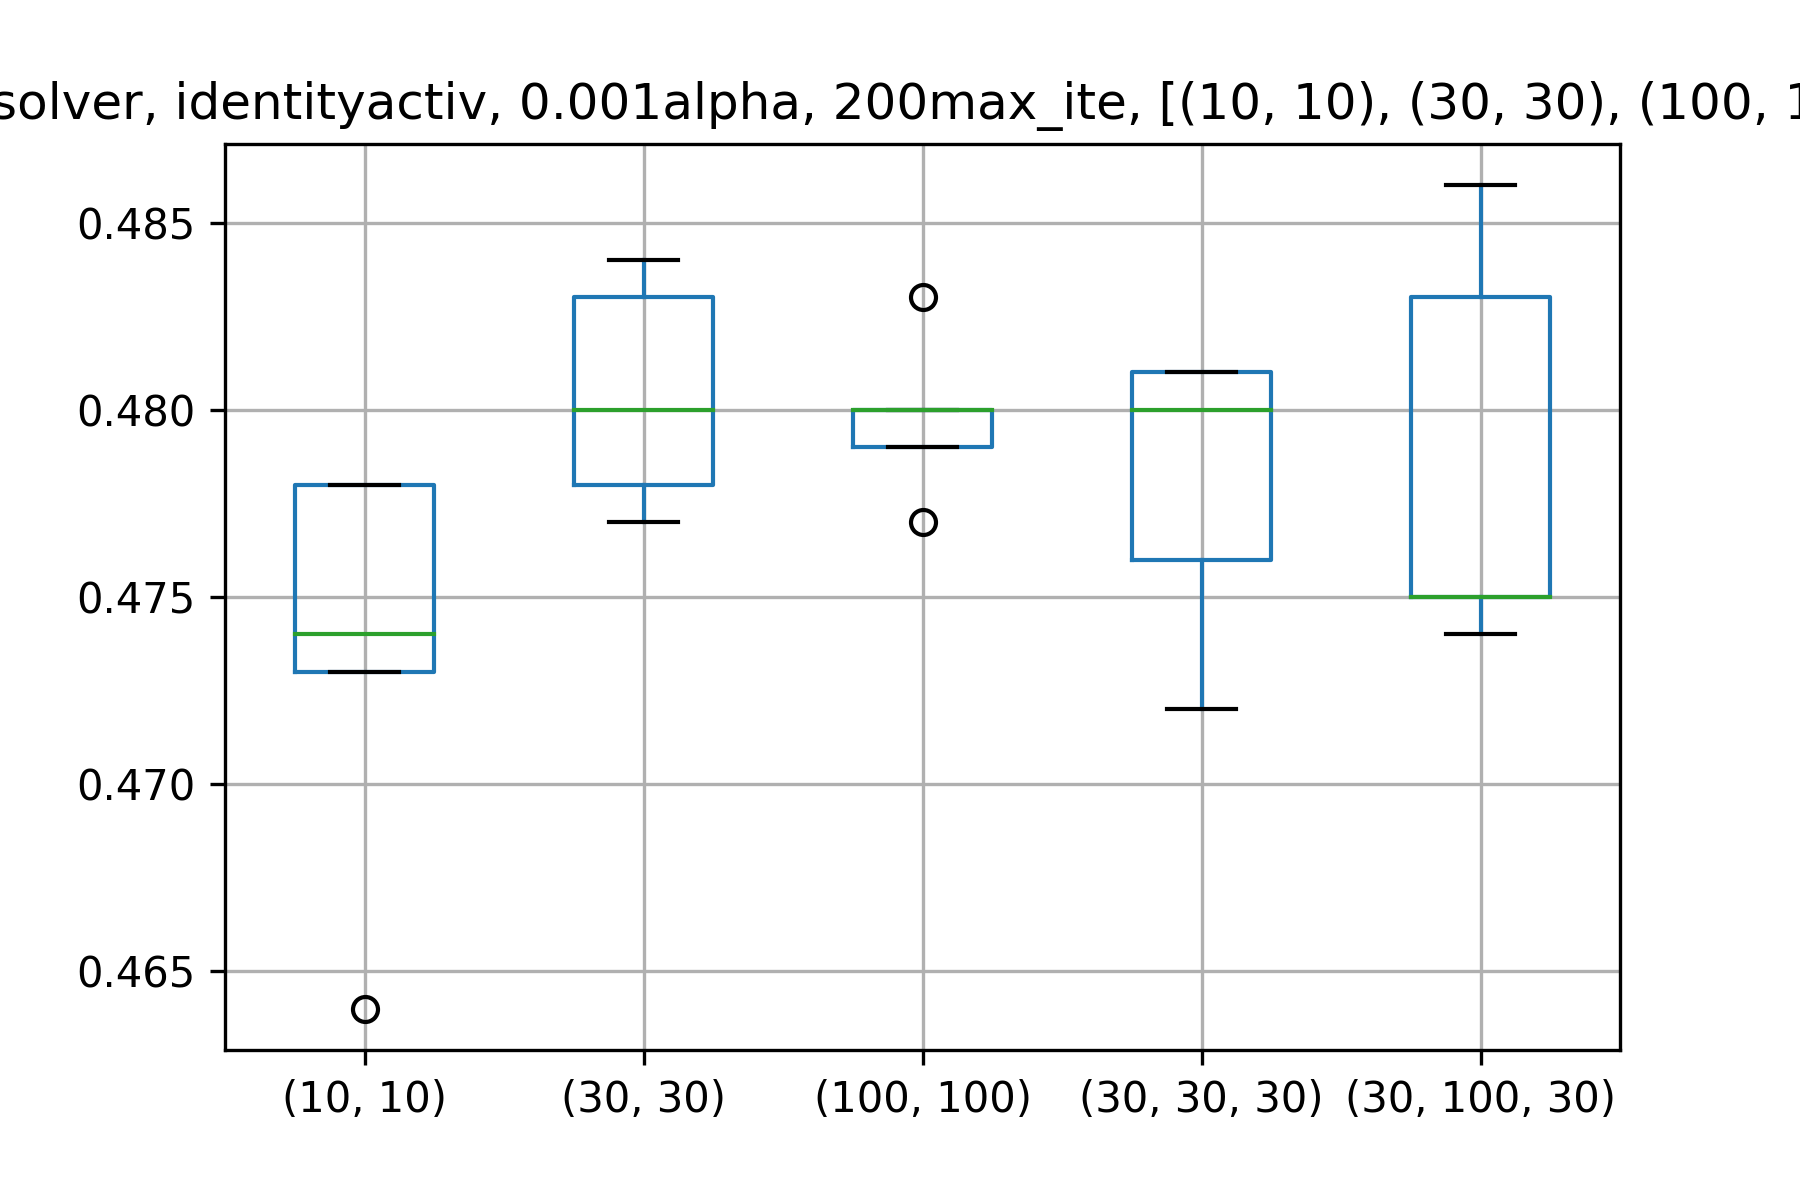 solver, identityactiv, 0.001alpha, 200max_ite, [(10, 10), (30, 30), (100, 1
0.485
0.480
0.475
0.470
0.465
(10, 10) (30, 30) (100, 100) (30, 30, 30) (30, 100, 30)